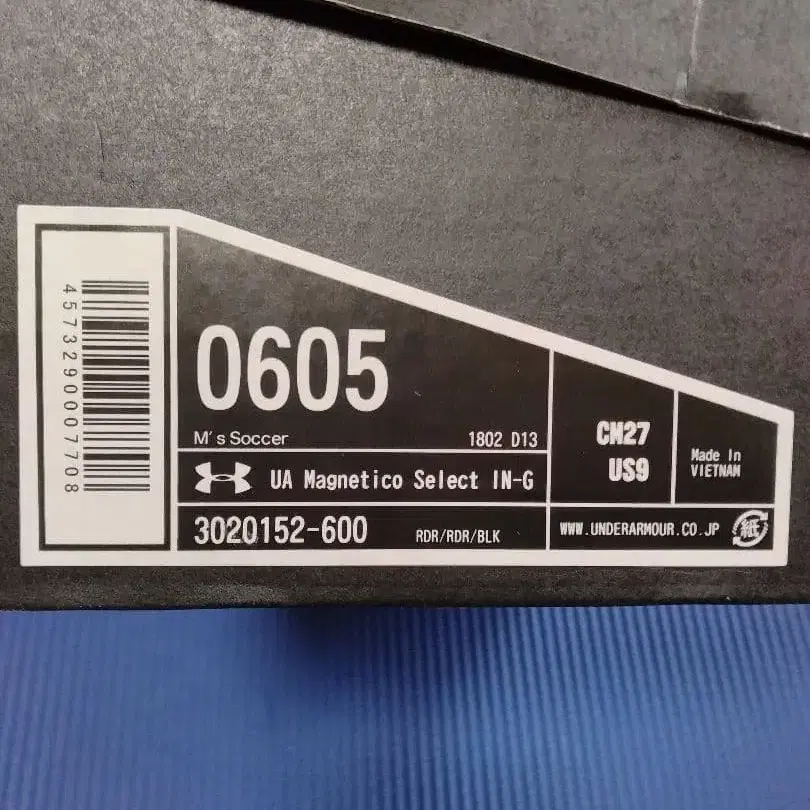 4573290007708
0605
M's Soccer 1802 D13
UA Magnetico Select IN-G
3020152-600 RDR/RDR/BLK
CM27
US9
Made In
VIETNAM
WWW.UNDERARMOUR.CO.JP
紙